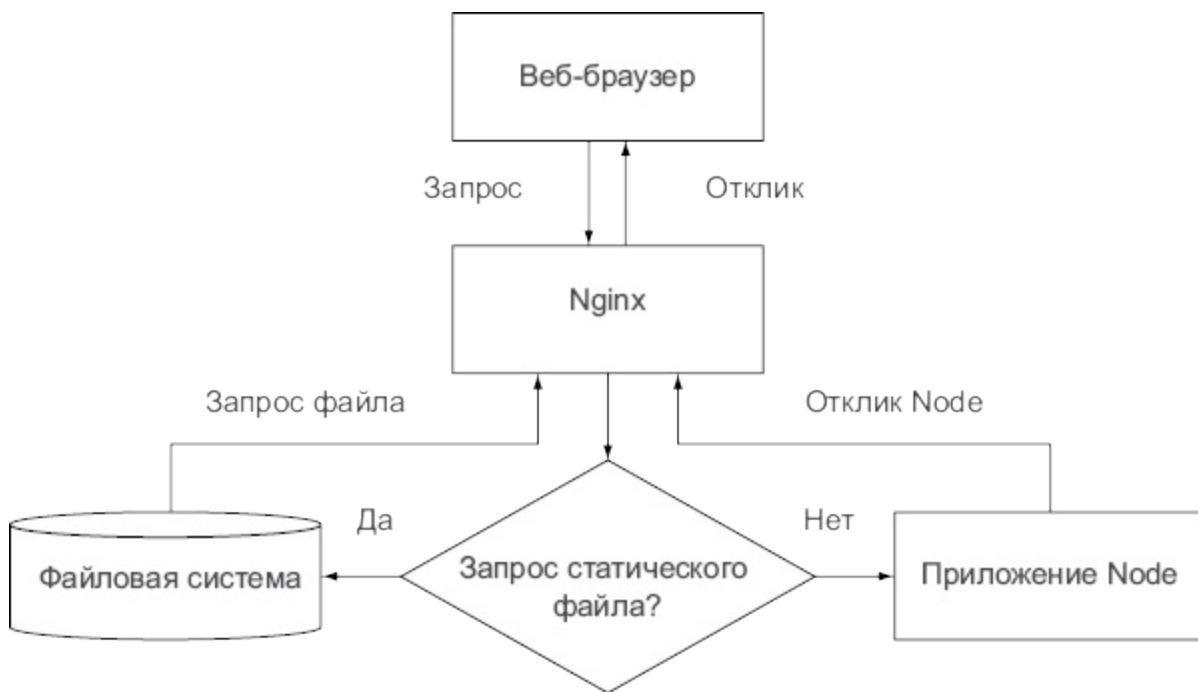 Веб-браузер
Запрос
Отклик
Nginx
Запрос файла
Отклик Node
Да
Нет
Файловая система
Запрос статического
файла?
Приложение Node